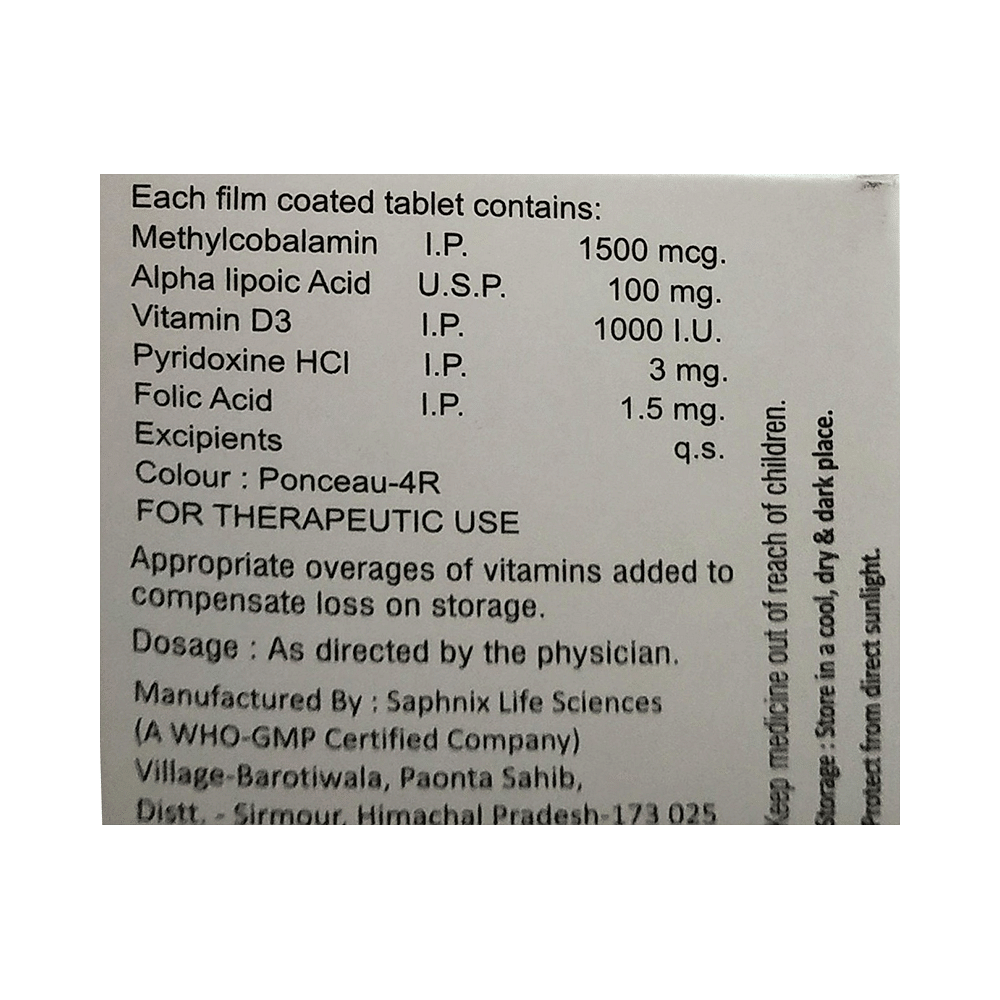 Each film coated tablet contains:
Methylcobalamin I.P. 1500 mcg.
Alpha lipoic Acid U.S.P. 100 mg.
Vitamin D3 I.P. 1000 I.U.
Pyridoxine HCl I.P. 3 mg.
Folic Acid I.P. 1.5 mg.
Excipients q.s.
Colour : Ponceau-4R
FOR THERAPEUTIC USE
Appropriate overages of vitamins added to
compensate loss on storage.
Dosage : As directed by the physician.
Manufactured By : Saphnix Life Sciences
(A WHO-GMP Certified Company)
Village-Barotiwala, Paonta Sahib,
Distt. - Sirmour, Himachal Pradesh-173 025
Keep medicine out of reach of children.
Storage : Store in a cool, dry & dark place.
Protect from direct sunlight.